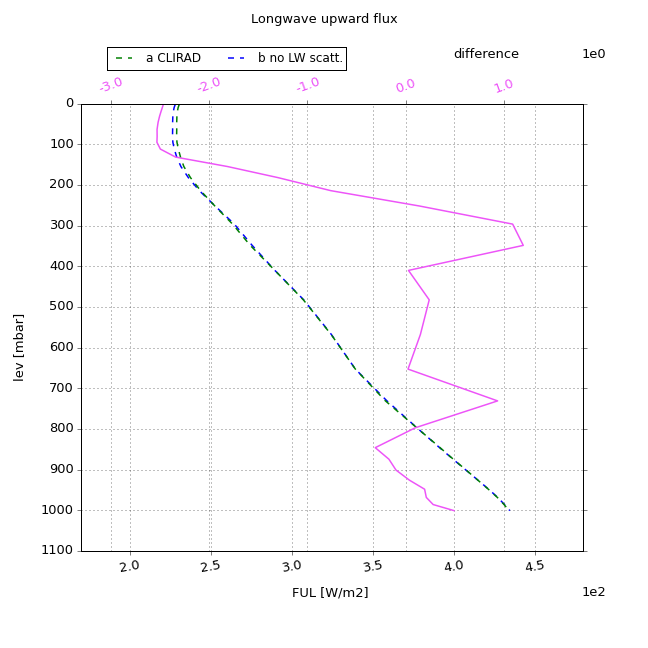 Longwave upward flux
a CLIRAD b no LW scatt. difference 1e0
-3.0 -2.0 -1.0 0.0 1.0
0
100
200
300
400
500
600
700
800
900
1000
1100
lev [mbar]
2.0 2.5 3.0 3.5 4.0 4.5
FUL [W/m2] 1e2